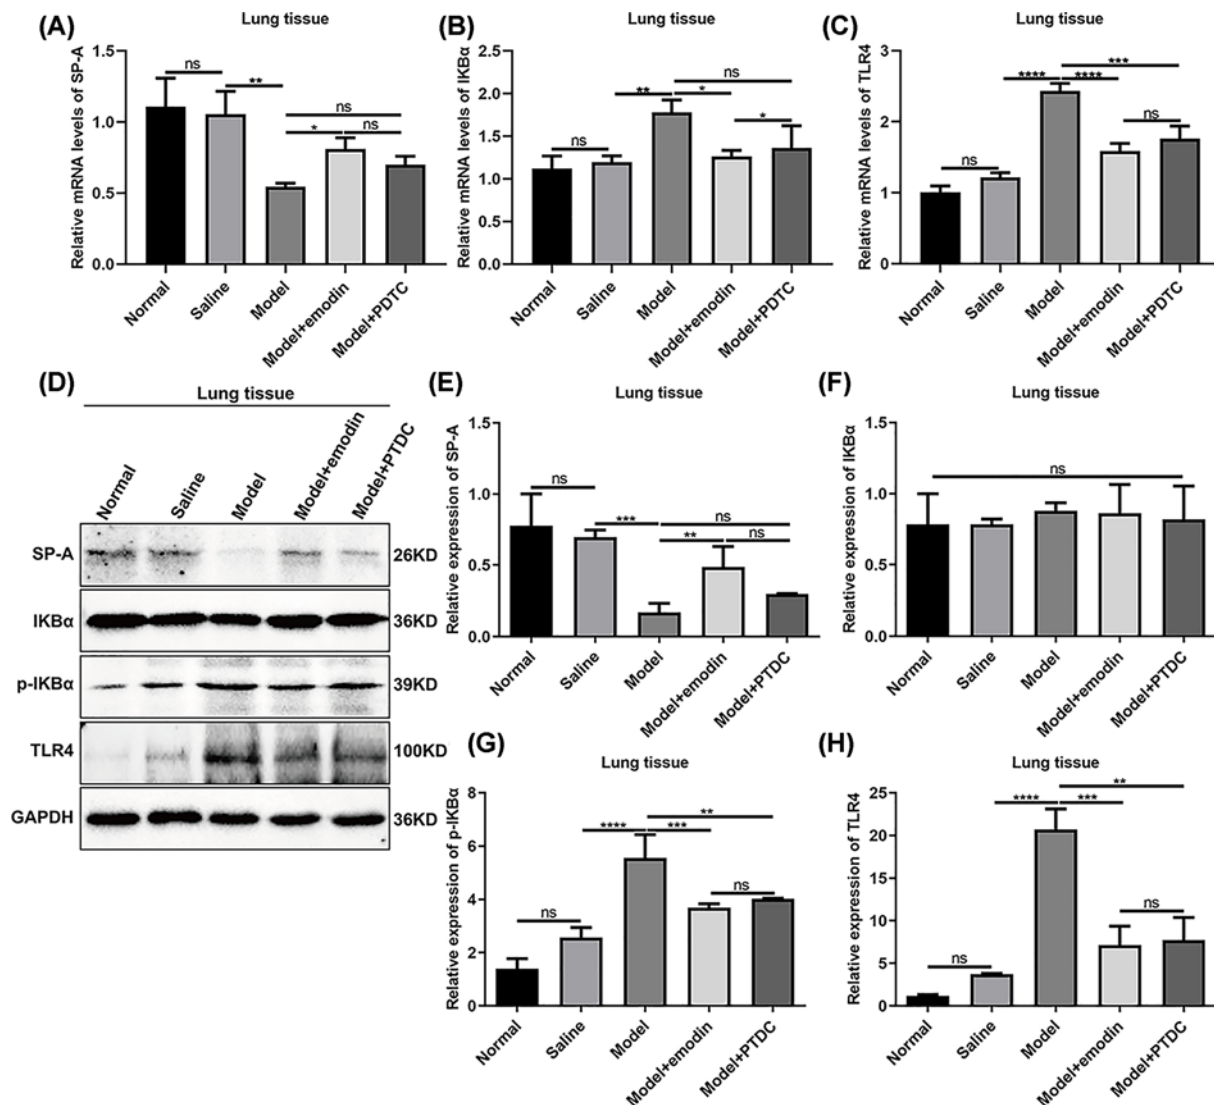 (A)
Lung tissue
Relative mRNA levels of SP-A
1.5
1.0
0.5
0.0
ns
**
ns
*
ns
Normal
Saline
Model
Model+emodin
Model+PDTC
(B)
Lung tissue
Relative mRNA levels of IKBα
2.5
2.0
1.5
1.0
0.5
0.0
ns
**
ns
*
*
Normal
Saline
Model
Model+emodin
Model+PDTC
(C)
Lung tissue
Relative mRNA levels of TLR4
3
2
1
0
ns
****
***
****
ns
Normal
Saline
Model
Model+emodin
Model+PDTC
(D)
Lung tissue
Normal
Saline
Model
Model+emodin
Model+PTDC
SP-A 26KD
IKBα 36KD
p-IKBα 39KD
TLR4 100KD
GAPDH 36KD
(E)
Lung tissue
Relative expression of SP-A
1.5
1.0
0.5
0.0
ns
***
ns
**
ns
Normal
Saline
Model
Model+emodin
Model+PTDC
(F)
Lung tissue
Relative expression of IKBα
1.5
1.0
0.5
0.0
ns
Normal
Saline
Model
Model+emodin
Model+PTDC
(G)
Lung tissue
Relative expression of p-IKBα
8
6
4
2
0
ns
****
**
***
ns
Normal
Saline
Model
Model+emodin
Model+PTDC
(H)
Lung tissue
Relative expression of TLR4
25
20
15
10
5
0
ns
****
**
***
ns
Normal
Saline
Model
Model+emodin
Model+PTDC